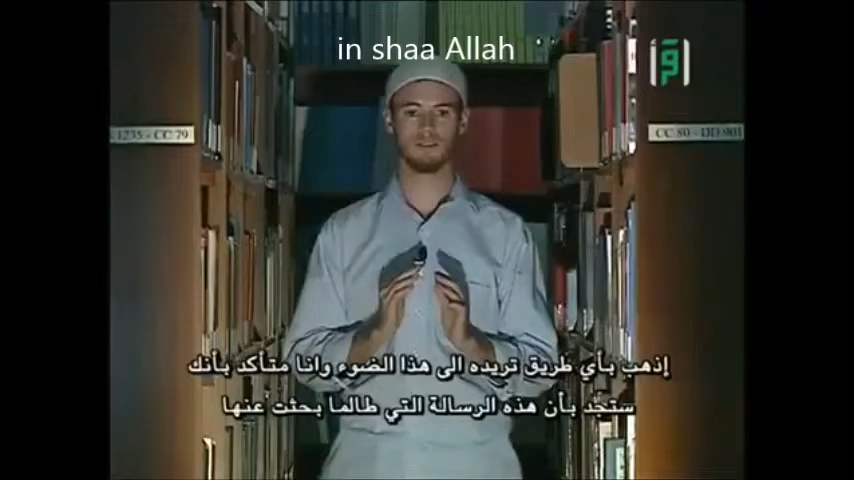 in shaa Allah
اقرأ
1235 - CC 79
CC 80 - DD 901
إذهب بأي طريق تريده الى هذا الضوء وانا متأكد بأنك
ستجد بأن هذه الرسالة التي طالما بحثت عنها